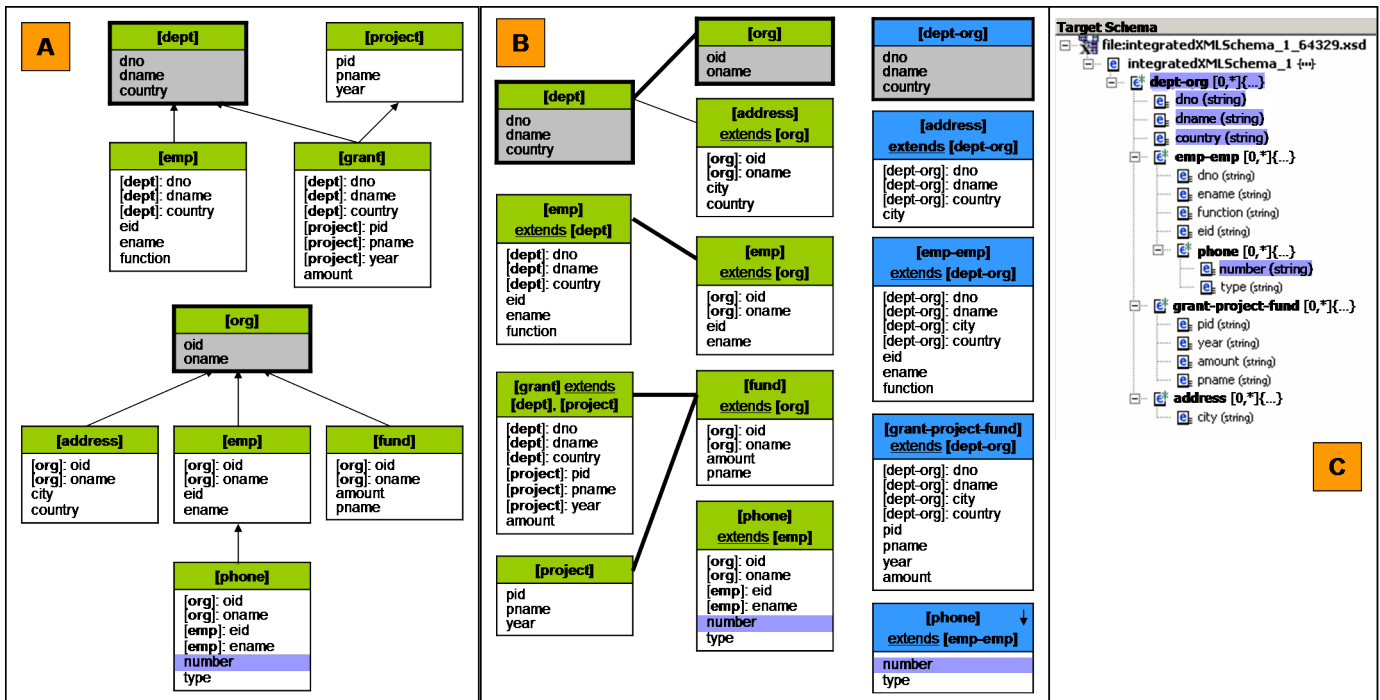 A
[dept]
dno
dname
country
[project]
pid
pname
year
[emp]
[dept]: dno
[dept]: dname
[dept]: country
eid
ename
function
[grant]
[dept]: dno
[dept]: dname
[dept]: country
[project]: pid
[project]: pname
[project]: year
amount
[org]
oid
oname
[address]
[org]: oid
[org]: oname
city
country
[emp]
[org]: oid
[org]: oname
eid
ename
[fund]
[org]: oid
[org]: oname
amount
pname
[phone]
[org]: oid
[org]: oname
[emp]: eid
[emp]: ename
number
type
B
[dept]
dno
dname
country
[emp]
extends [dept]
[dept]: dno
[dept]: dname
[dept]: country
eid
ename
function
[grant] extends
[dept], [project]
[dept]: dno
[dept]: dname
[dept]: country
[project]: pid
[project]: pname
[project]: year
amount
[project]
pid
pname
year
[org]
oid
oname
[address]
extends [org]
[org]: oid
[org]: oname
city
country
[emp]
extends [org]
[org]: oid
[org]: oname
eid
ename
[fund]
extends [org]
[org]: oid
[org]: oname
amount
pname
[phone]
extends [emp]
[org]: oid
[org]: oname
[emp]: eid
[emp]: ename
number
type
[dept-org]
dno
dname
country
[address]
extends [dept-org]
[dept-org]: dno
[dept-org]: dname
[dept-org]: country
city
[emp-emp]
extends [dept-org]
[dept-org]: dno
[dept-org]: dname
[dept-org]: city
[dept-org]: country
eid
ename
function
[grant-project-fund]
extends [dept-org]
[dept-org]: dno
[dept-org]: dname
[dept-org]: city
[dept-org]: country
pid
pname
year
amount
[phone]
extends [emp-emp]
number
type
Target Schema
file:integratedXMLSchema_1_64329.xsd
integratedXMLSchema_1
dept-org [0,*]{...}
dno (string)
dname (string)
country (string)
emp-emp [0,*]{...}
dno (string)
ename (string)
function (string)
eid (string)
phone [0,*]{...}
number (string)
type (string)
grant-project-fund [0,*]{...}
pid (string)
year (string)
amount (string)
pname (string)
address [0,*]{...}
city (string)
C